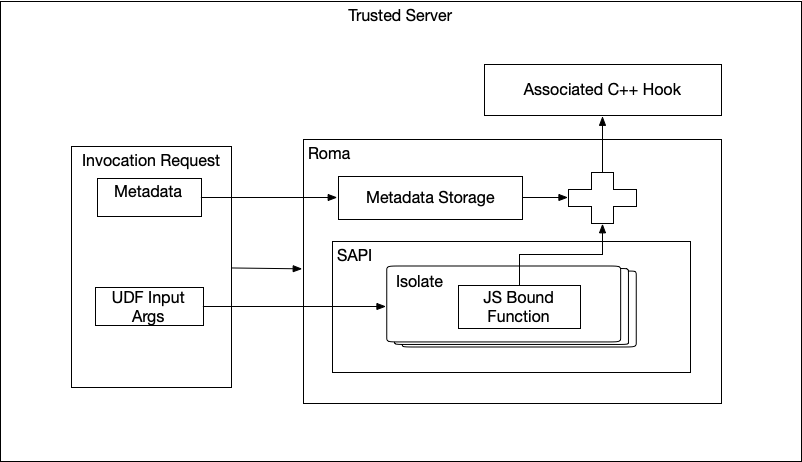 Trusted Server
Associated C++ Hook
Invocation Request
Metadata
UDF Input
Args
Roma
Metadata Storage
SAPI
Isolate
JS Bound
Function